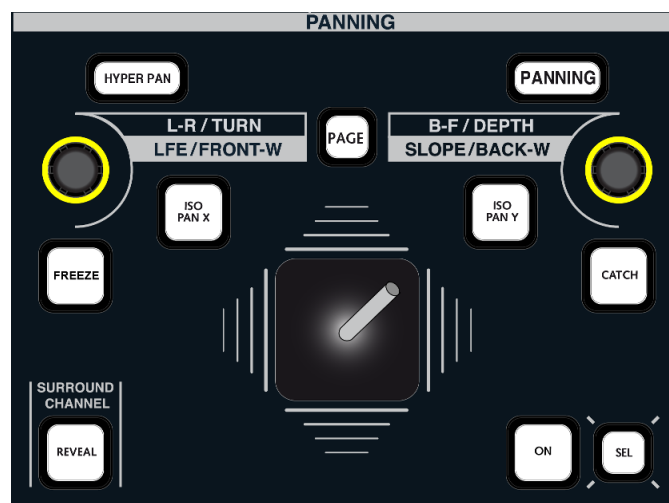 PANNING
HYPER PAN
PANNING
L-R / TURN
LFE/FRONT-W
PAGE
B-F / DEPTH
SLOPE/BACK-W
ISO
PAN X
ISO
PAN Y
FREEZE
CATCH
SURROUND
CHANNEL
REVEAL
ON
SEL